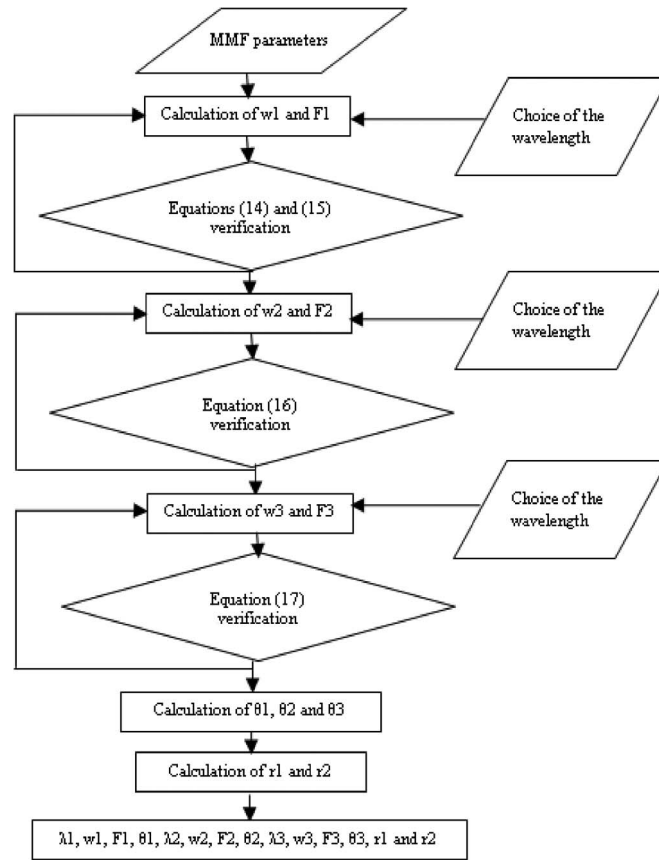 MMF parameters
Calculation of w1 and F1
Choice of the
wavelength
Equations (14) and (15)
verification
Calculation of w2 and F2
Choice of the
wavelength
Equation (16)
verification
Calculation of w3 and F3
Choice of the
wavelength
Equation (17)
verification
Calculation of θ1, θ2 and θ3
Calculation of r1 and r2
λ1, w1, F1, θ1, λ2, w2, F2, θ2, λ3, w3, F3, θ3, r1 and r2